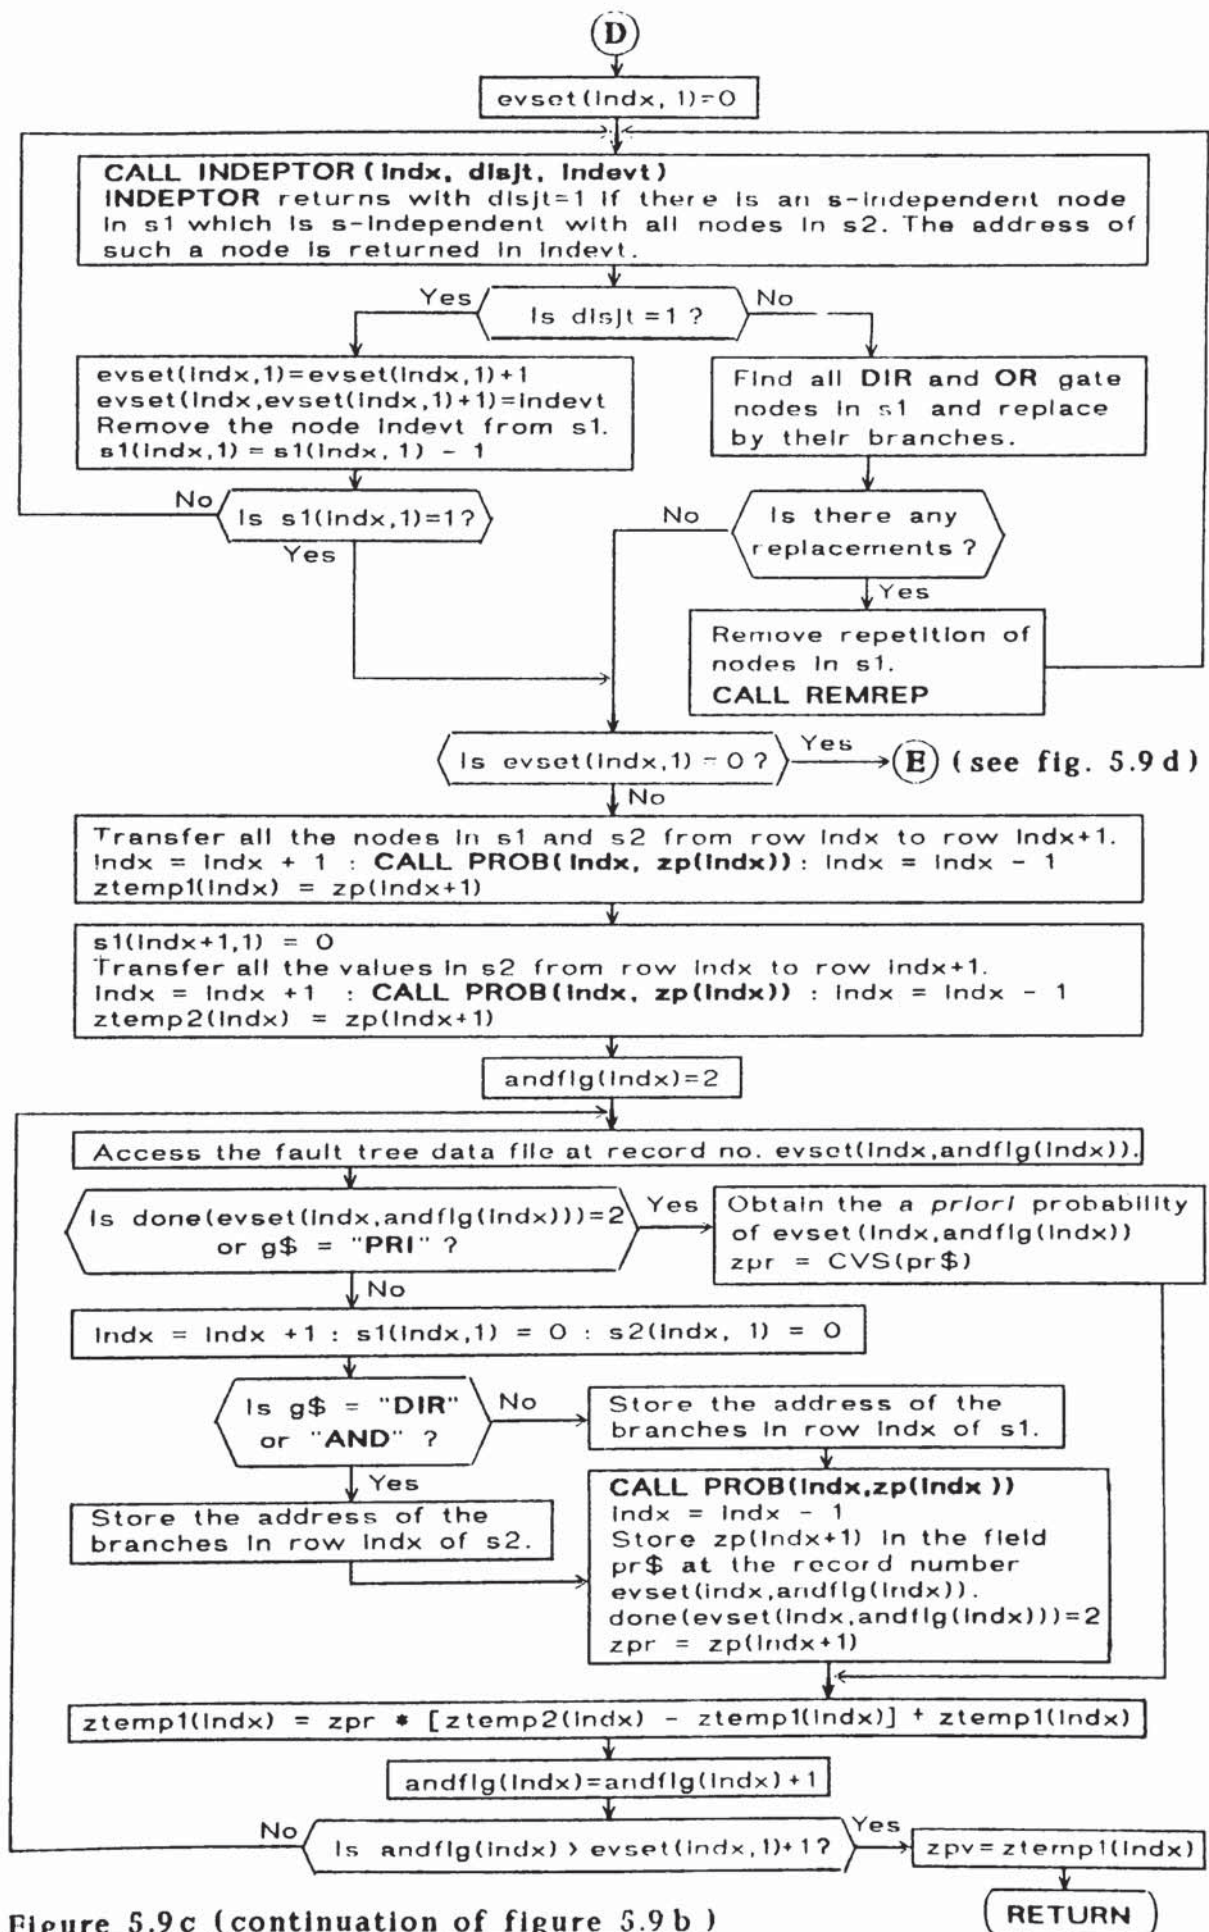 D
evset(indx, 1)=0
CALL INDEPTOR(indx, disjt, indevt)
INDEPTOR returns with disjt=1 if there is an s-independent node
in s1 which is s-independent with all nodes in s2. The address of
such a node is returned in indevt.
Yes
Is disjt =1 ?
No
evset(indx,1)=evset(indx,1)+1
evset(indx,evset(indx,1)+1)=indevt
Remove the node indevt from s1.
s1(indx,1) = s1(indx, 1) - 1
Find all DIR and OR gate
nodes in s1 and replace
by their branches.
No
Is s1(indx,1)=1?
Yes
No
Is there any
replacements ?
Yes
Remove repetition of
nodes in s1.
CALL REMREP
Is evset(indx,1) = 0 ?
Yes
E (see fig. 5.9 d)
No
Transfer all the nodes in s1 and s2 from row indx to row indx+1.
indx = indx + 1 : CALL PROB(indx, zp(indx)) : indx = indx - 1
ztemp1(indx) = zp(indx+1)
s1(indx+1,1) = 0
Transfer all the values in s2 from row indx to row indx+1.
indx = indx +1 : CALL PROB(indx, zp(indx)) : indx = indx - 1
ztemp2(indx) = zp(indx+1)
andflg(indx)=2
Access the fault tree data file at record no. evset(indx,andflg(indx)).
Is done(evset(indx,andflg(indx)))=2
or g$ = "PRI" ?
Yes
Obtain the a priori probability
of evset(indx,andflg(indx))
zpr = CVS(pr$)
No
indx = indx +1 : s1(indx,1) = 0 : s2(indx, 1) = 0
Is g$ = "DIR"
or "AND" ?
No
Store the address of the
branches in row indx of s1.
Yes
Store the address of the
branches in row indx of s2.
CALL PROB(indx,zp(indx ))
indx = indx - 1
Store zp(indx+1) in the field
pr$ at the record number
evset(indx,andflg(indx)).
done(evset(indx,andflg(indx)))=2
zpr = zp(indx+1)
ztemp1(indx) = zpr * [ztemp2(indx) - ztemp1(indx)] + ztemp1(indx)
andflg(indx)=andflg(indx)+1
No
Is andflg(indx) > evset(indx,1)+1?
Yes
zpv=ztemp1(indx)
RETURN
Figure 5.9c (continuation of figure 5.9 b )